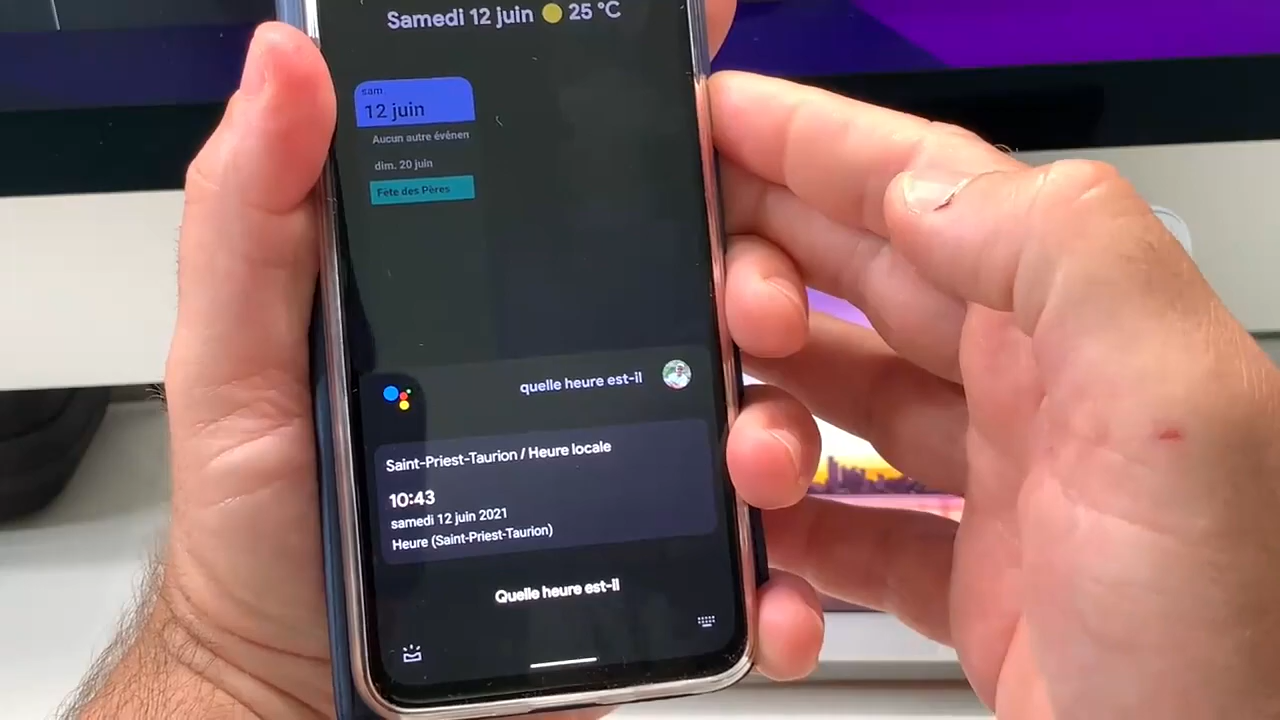 Samedi 12 juin 25 °C
sam.
12 juin
Aucun autre événen
dim. 20 juin
Fête des Pères
quelle heure est-il
Saint-Priest-Taurion / Heure locale
10:43
samedi 12 juin 2021
Heure (Saint-Priest-Taurion)
Quelle heure est-il